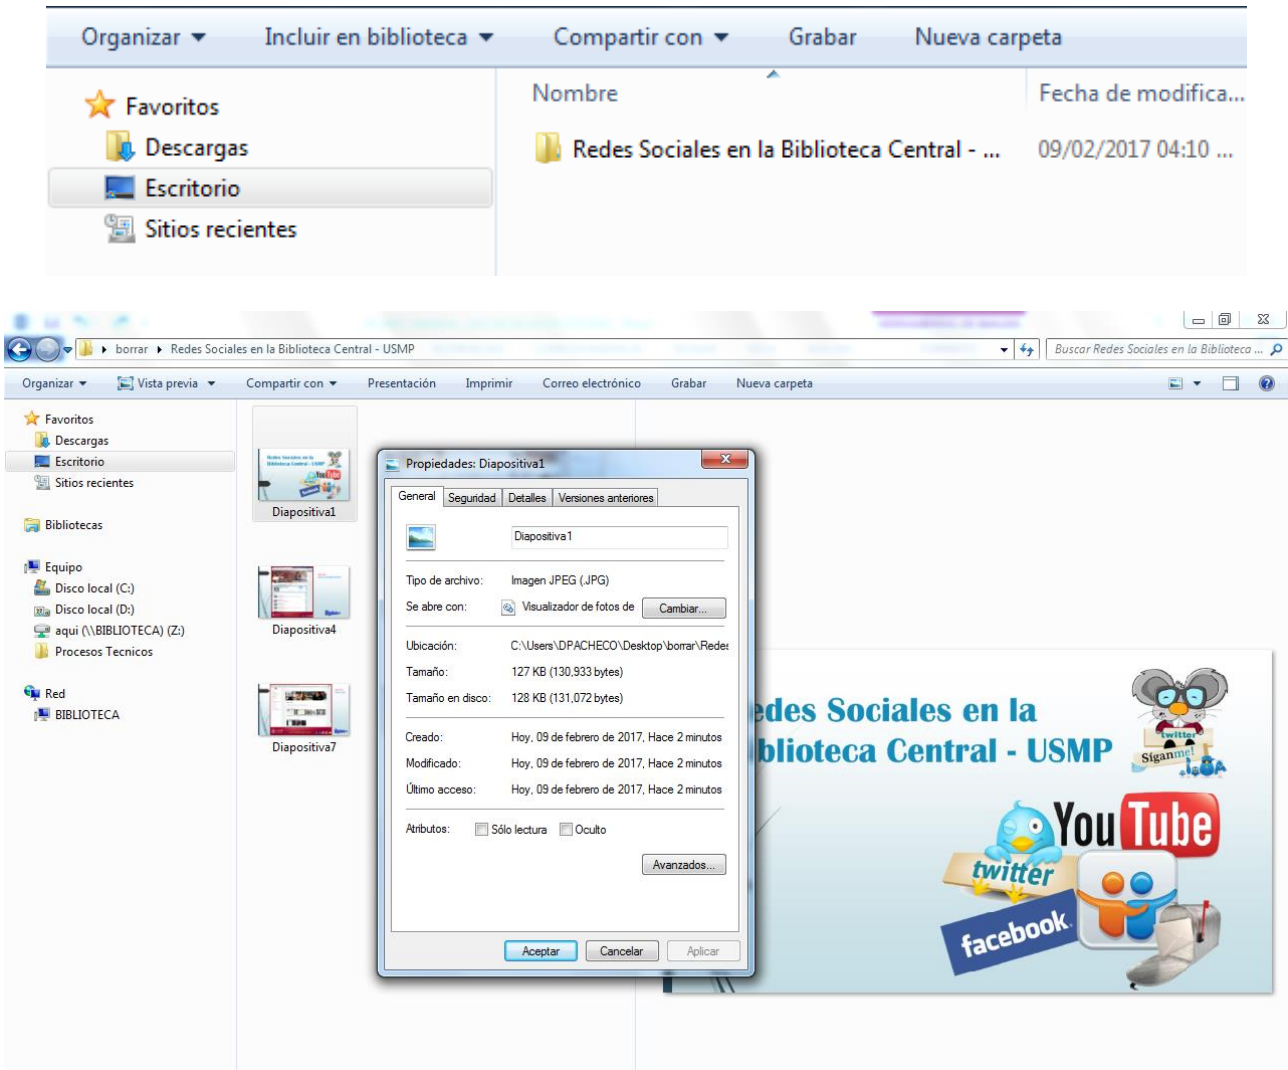 Organizar Incluir en biblioteca Compartir con Grabar Nueva carpeta
Favoritos
Descargas
Escritorio
Sitios recientes
Nombre Fecha de modifica...
Redes Sociales en la Biblioteca Central - ... 09/02/2017 04:10 ...
borrar Redes Sociales en la Biblioteca Central - USMP
Buscar Redes Sociales en la Biblioteca ...
Organizar Vista previa Compartir con Presentación Imprimir Correo electrónico Grabar Nueva carpeta
Favoritos
Descargas
Escritorio
Sitios recientes
Bibliotecas
Equipo
Disco local (C:)
Disco local (D:)
aqui (\\BIBLIOTECA) (Z:)
Procesos Tecnicos
Red
BIBLIOTECA
Redes Sociales en la
Biblioteca Central - USMP
Diapositiva1
Diapositiva4
Diapositiva7
Propiedades: Diapositiva1
General Seguridad Detalles Versiones anteriores
Diapositiva1
Tipo de archivo: Imagen JPEG (.JPG)
Se abre con: Visualizador de fotos de Cambiar...
Ubicación: C:\Users\DPACHECO\Desktop\borrar\Redes
Tamaño: 127 KB (130,933 bytes)
Tamaño en disco: 128 KB (131,072 bytes)
Creado: Hoy, 09 de febrero de 2017, Hace 2 minutos
Modificado: Hoy, 09 de febrero de 2017, Hace 2 minutos
Último acceso: Hoy, 09 de febrero de 2017, Hace 2 minutos
Atributos: Sólo lectura Oculto
Avanzados...
Aceptar Cancelar Aplicar
edes Sociales en la
blioteca Central - USMP
twitter
Síganme!
YouTube
twitter
facebook